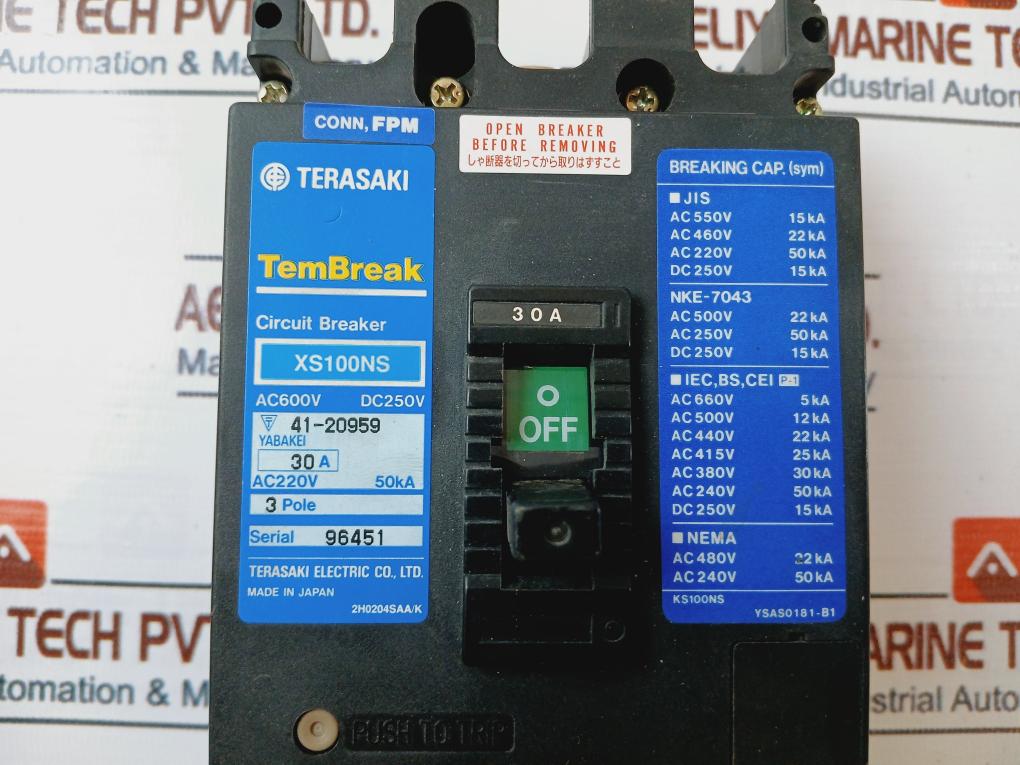 TECH PVT. LTD.
Automation & Ma
ELIYA MARINE TE
ndustrial Autom
CONN, FPM
OPEN BREAKER
BEFORE REMOVING
しゃ断器を切ってから取りはずすこと
TERASAKI
TemBreak
Circuit Breaker
XS100NS
AC600V DC250V
41-20959
YABAKEI
30 A
AC220V 50kA
3 Pole
Serial 96451
TERASAKI ELECTRIC CO., LTD.
MADE IN JAPAN
2H0204SAA/K
30A
O
OFF
BREAKING CAP. (sym)
■JIS
AC550V 15kA
AC460V 22kA
AC220V 50kA
DC250V 15kA
NKE-7043
AC500V 22kA
AC250V 50kA
DC250V 15kA
■IEC,BS,CEI P-1
AC660V 5kA
AC500V 12kA
AC440V 22kA
AC415V 25kA
AC380V 30kA
AC240V 50kA
DC250V 15kA
■NEMA
AC480V 22kA
AC240V 50kA
KS100NS
YSAS0181-B1
PUSH TO TRIP
TECH PV
tomation & M
ARINE T
strial Auto